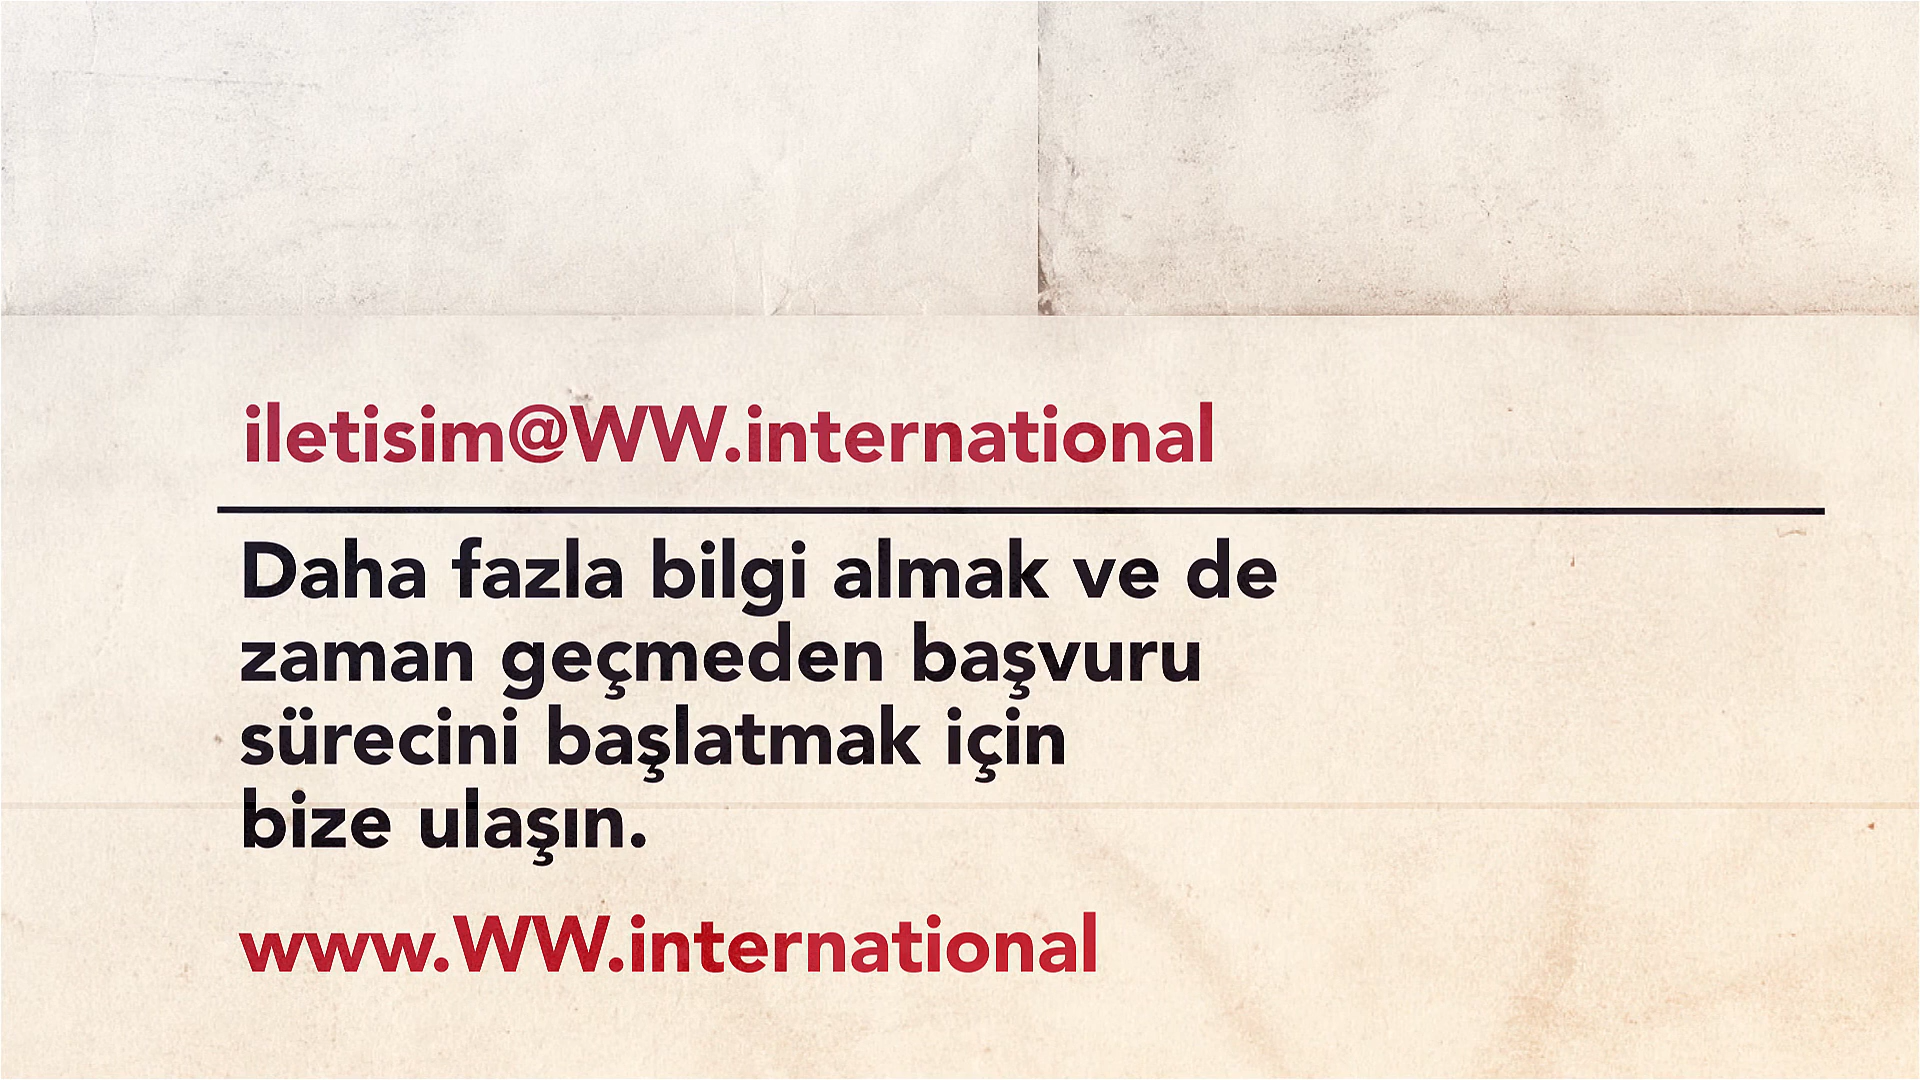 iletisim@WW.international
Daha fazla bilgi almak ve de
zaman geçmeden başvuru
sürecini başlatmak için
bize ulaşın.
www.WW.international